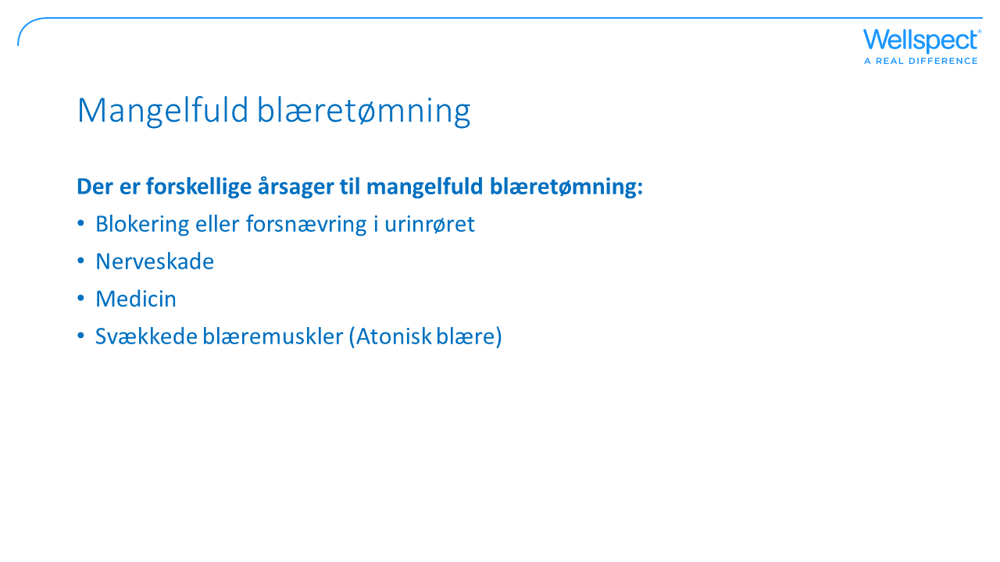 Wellspect®
A REAL DIFFERENCE
Mangelfuld blæretømning
Der er forskellige årsager til mangelfuld blæretømning:
• Blokering eller forsnævring i urinrøret
• Nerveskade
• Medicin
• Svækkede blæremuskler (Atonisk blære)